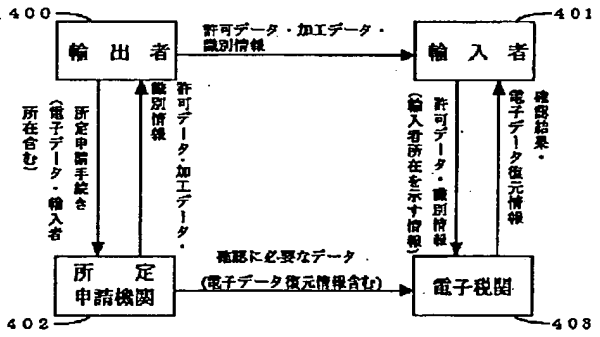 400
401
輸出者
許可データ・加工データ・
識別情報
輸入者
所定申請手続き
(電子データ・輸入者
所在含む)
許可データ・加工データ・
識別情報
許可データ・識別情報
(輸入者所在を示す情報)
確認結果・
電子データ復元情報
所定
申請機関
確認に必要なデータ
(電子データ復元情報含む)
電子税関
402
403